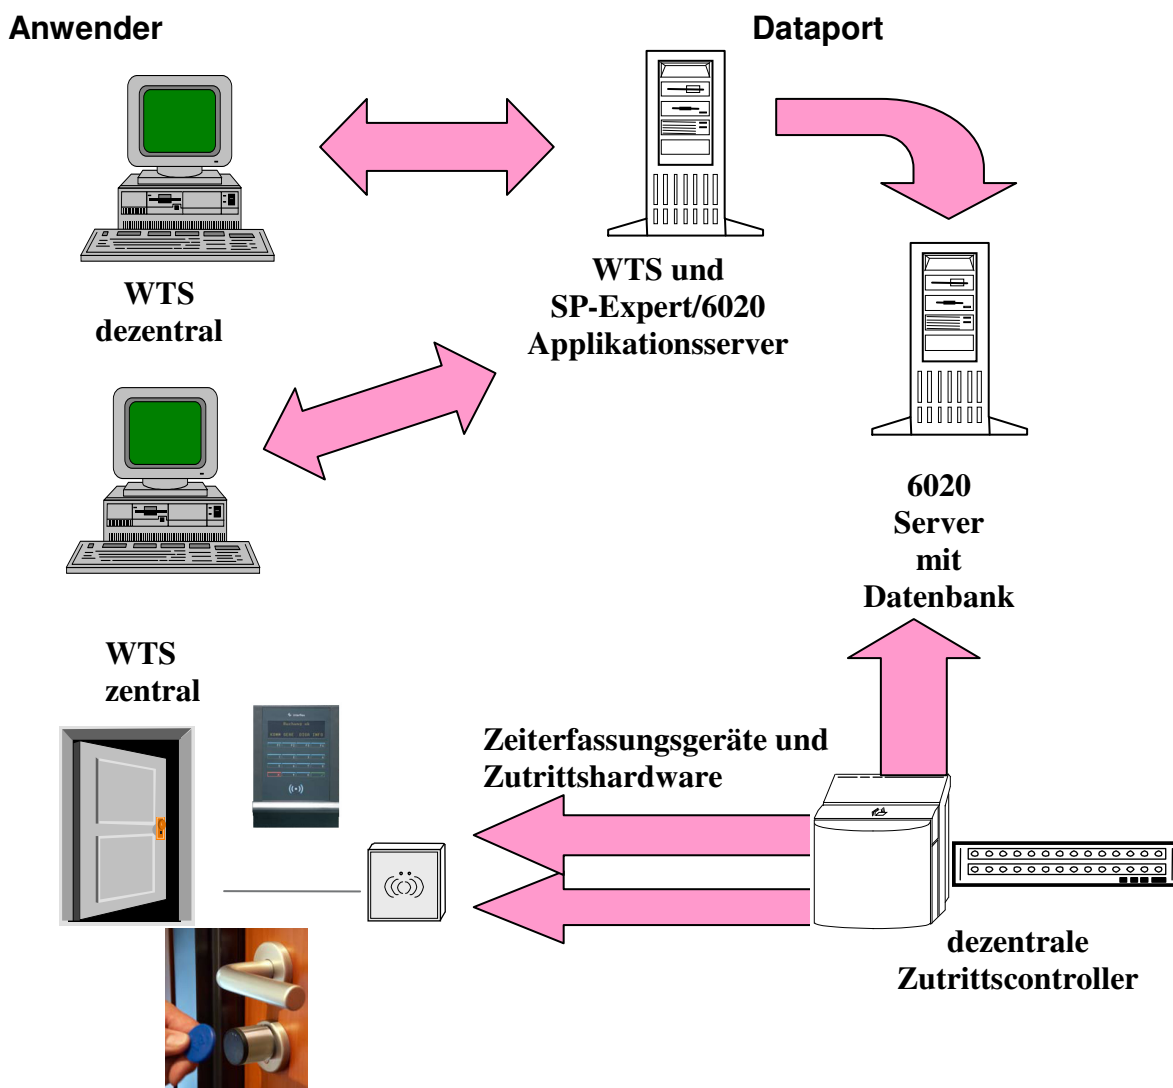 Anwender
Dataport
WTS
dezentral
WTS und
SP-Expert/6020
Applikationsserver
6020
Server
mit
Datenbank
WTS
zentral
Zeiterfassungsgeräte und
Zutrittshardware
dezentrale
Zutrittscontroller